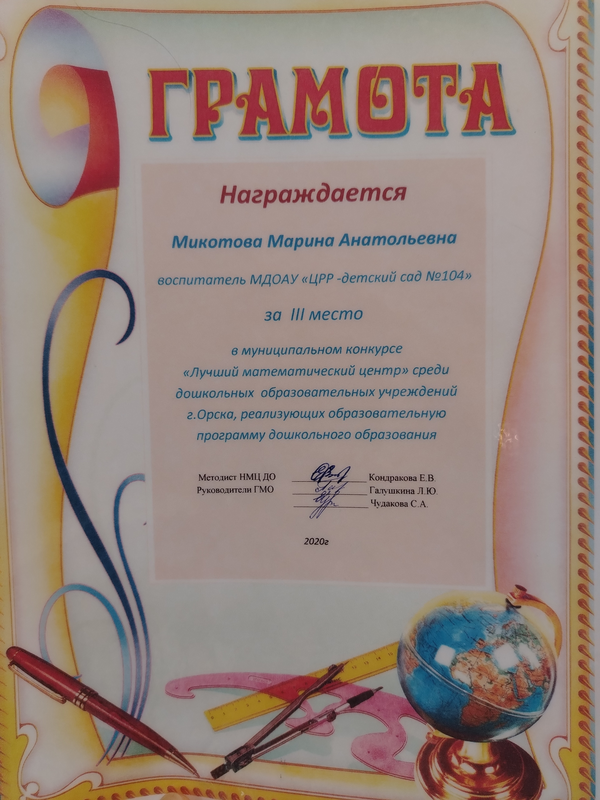 ГРАМОТА
Награждается
Микотова Марина Анатольевна
воспитатель МДОАУ «ЦРР -детский сад №104»
за III место
в муниципальном конкурсе
«Лучший математический центр» среди
дошкольных образовательных учреждений
г.Орска, реализующих образовательную
программу дошкольного образования
Методист НМЦ ДО Кондракова Е.В.
Руководители ГМО Галушкина Л.Ю.
Чудакова С.А.
2020г